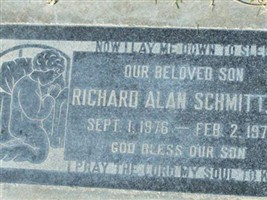 NOW I LAY ME DOWN TO SLEE
OUR BELOVED SON
RICHARD ALAN SCHMITT
SEPT. 1, 1976 — FEB. 2, 197
GOD BLESS OUR SON
I PRAY THE LORD MY SOUL TO K